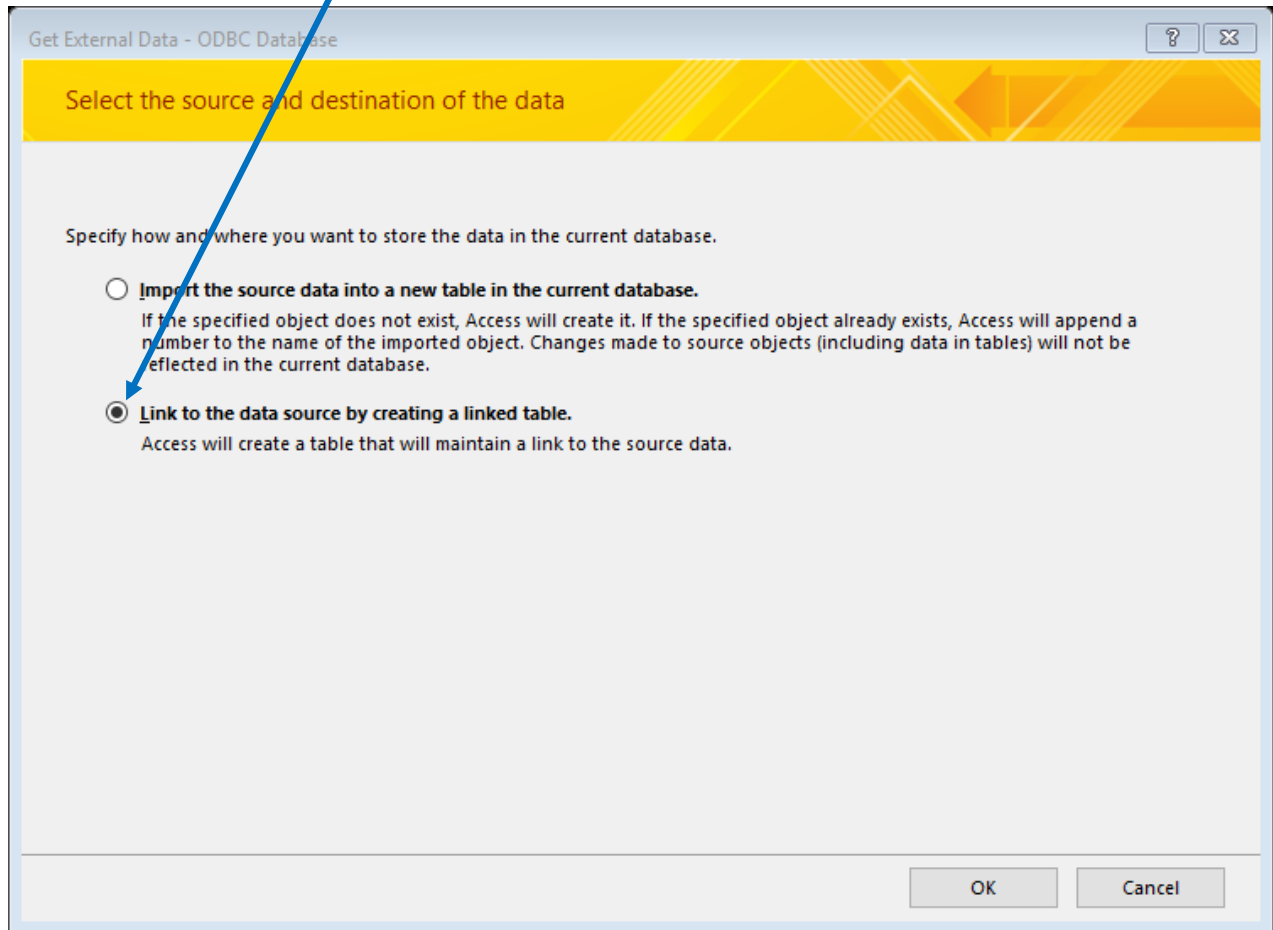 Get External Data - ODBC Database
Select the source and destination of the data
Specify how and where you want to store the data in the current database.
Import the source data into a new table in the current database.
If the specified object does not exist, Access will create it. If the specified object already exists, Access will append a
number to the name of the imported object. Changes made to source objects (including data in tables) will not be
reflected in the current database.
Link to the data source by creating a linked table.
Access will create a table that will maintain a link to the source data.
OK
Cancel